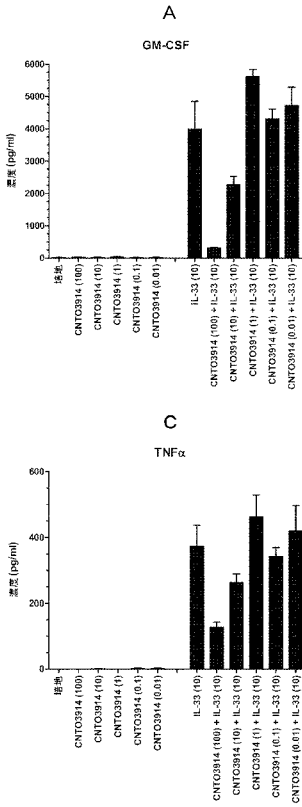 A
GM-CSF
濃度 (pg/ml)
6000
5000
4000
3000
2000
1000
0
培地
CNTO3914 (100)
CNTO3914 (10)
CNTO3914 (1)
CNTO3914 (0.1)
CNTO3914 (0.01)
IL-33 (10)
CNTO3914 (100) + IL-33 (10)
CNTO3914 (10) + IL-33 (10)
CNTO3914 (1) + IL-33 (10)
CNTO3914 (0.1) + IL-33 (10)
CNTO3914 (0.01) + IL-33 (10)
C
TNFα
濃度 (pg/ml)
600
400
200
0
培地
CNTO3914 (100)
CNTO3914 (10)
CNTO3914 (1)
CNTO3914 (0.1)
CNTO3914 (0.01)
IL-33 (10)
CNTO3914 (100) + IL-33 (10)
CNTO3914 (10) + IL-33 (10)
CNTO3914 (1) + IL-33 (10)
CNTO3914 (0.1) + IL-33 (10)
CNTO3914 (0.01) + IL-33 (10)